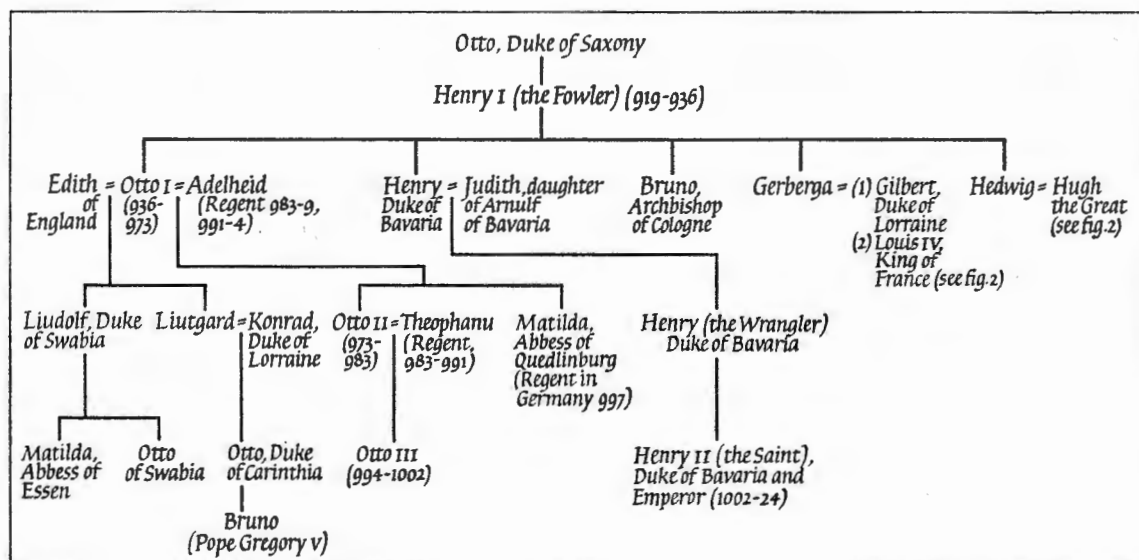 Otto, Duke of Saxony
Henry I (the Fowler) (919-936)
Edith = Otto I = Adelheid
of (936- (Regent 983-9,
England 973) 991-4)
Henry = Judith, daughter
Duke of of Arnulf
Bavaria of Bavaria
Bruno,
Archbishop
of Cologne
Gerberga = (1) Gilbert,
Duke of
Lorraine
(2) Louis IV,
King of
France (see fig.2)
Hedwig = Hugh
the Great
(see fig.2)
Liudolf, Duke
of Swabia
Liutgard = Konrad,
Duke of
Lorraine
Otto II = Theophanu
(973- (Regent,
983) 983-991)
Matilda,
Abbess of
Quedlinburg
(Regent in
Germany 997)
Henry (the Wrangler)
Duke of Bavaria
Matilda,
Abbess of
Essen
Otto
of Swabia
Otto, Duke
of Carinthia
Otto III
(994-1002)
Henry II (the Saint),
Duke of Bavaria and
Emperor (1002-24)
Bruno
(Pope Gregory V)